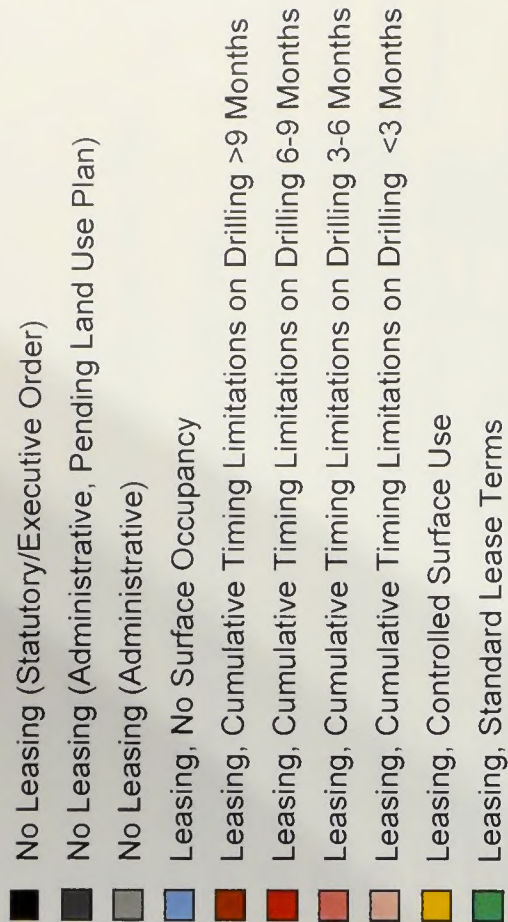 No Leasing (Statutory/Executive Order)
No Leasing (Administrative, Pending Land Use Plan)
No Leasing (Administrative)
Leasing, No Surface Occupancy
Leasing, Cumulative Timing Limitations on Drilling >9 Months
Leasing, Cumulative Timing Limitations on Drilling 6-9 Months
Leasing, Cumulative Timing Limitations on Drilling 3-6 Months
Leasing, Cumulative Timing Limitations on Drilling <3 Months
Leasing, Controlled Surface Use
Leasing, Standard Lease Terms